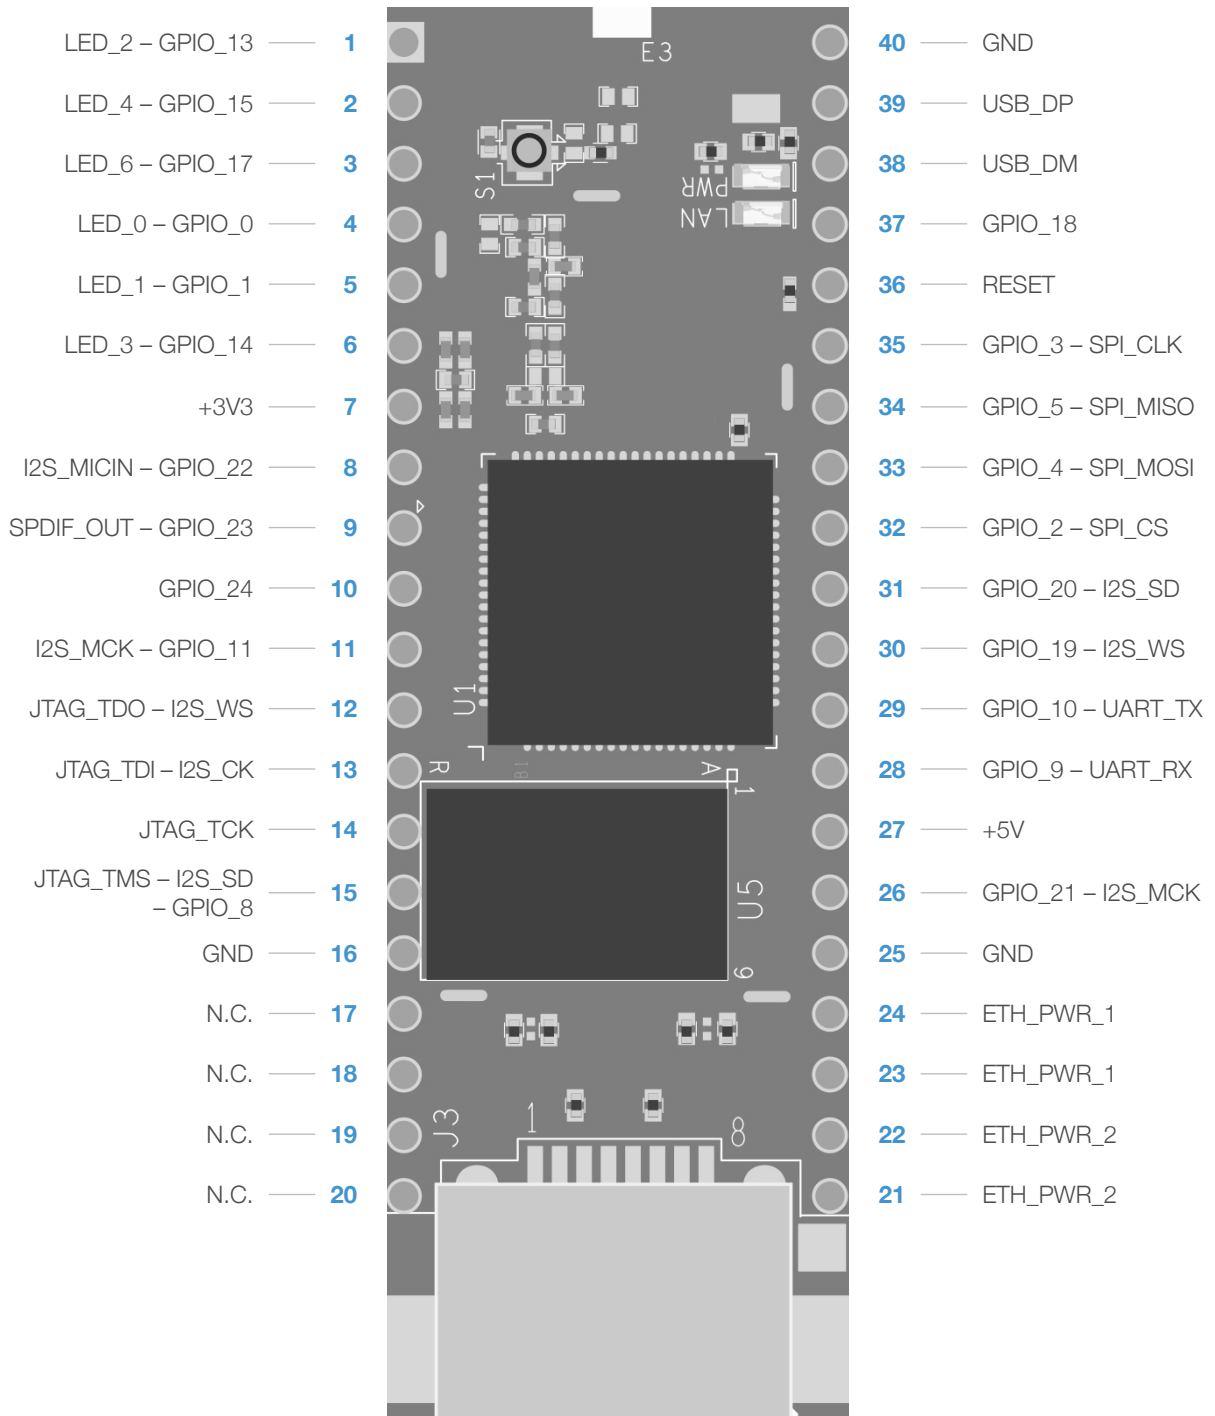 LED_2 – GPIO_13 1
LED_4 – GPIO_15 2
LED_6 – GPIO_17 3
LED_0 – GPIO_0 4
LED_1 – GPIO_1 5
LED_3 – GPIO_14 6
+3V3 7
I2S_MICIN – GPIO_22 8
SPDIF_OUT – GPIO_23 9
GPIO_24 10
I2S_MCK – GPIO_11 11
JTAG_TDO – I2S_WS 12
JTAG_TDI – I2S_CK 13
JTAG_TCK 14
JTAG_TMS – I2S_SD
– GPIO_8 15
GND 16
N.C. 17
N.C. 18
N.C. 19
N.C. 20
E3
S1
PWR
LAN
U1
R
B1
A
1
U5
9
J3
1
8
40 GND
39 USB_DP
38 USB_DM
37 GPIO_18
36 RESET
35 GPIO_3 – SPI_CLK
34 GPIO_5 – SPI_MISO
33 GPIO_4 – SPI_MOSI
32 GPIO_2 – SPI_CS
31 GPIO_20 – I2S_SD
30 GPIO_19 – I2S_WS
29 GPIO_10 – UART_TX
28 GPIO_9 – UART_RX
27 +5V
26 GPIO_21 – I2S_MCK
25 GND
24 ETH_PWR_1
23 ETH_PWR_1
22 ETH_PWR_2
21 ETH_PWR_2